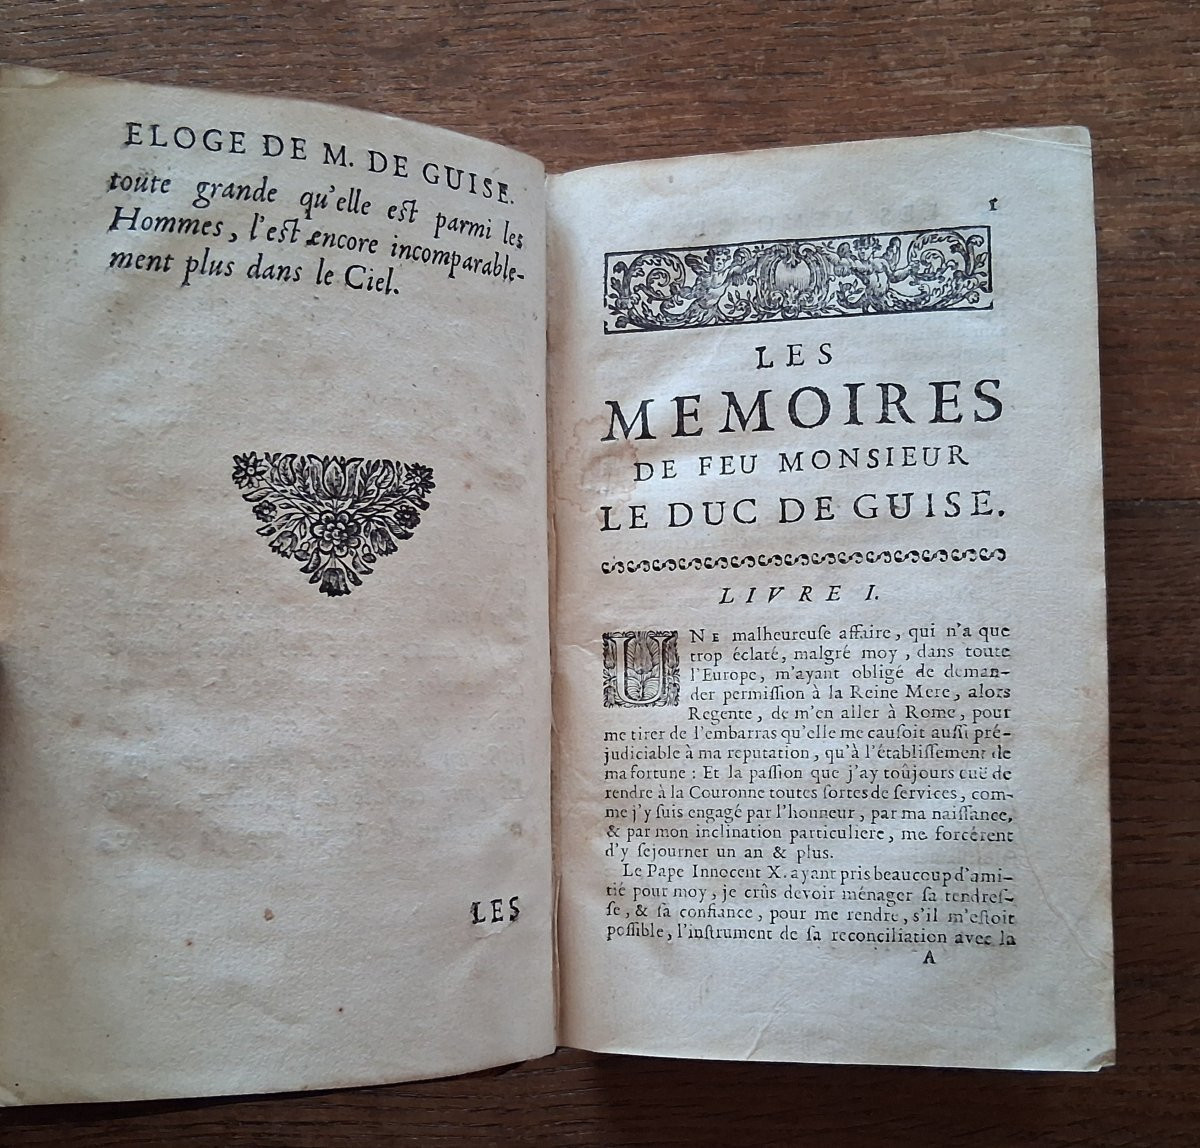 ELOGE DE M. DE GUISE.
toute grande qu'elle est parmi les
Hommes, l'est encore incomparable-
ment plus dans le Ciel.
LES
1
LES
MEMOIRES
DE FEU MONSIEUR
LE DUC DE GUISE.
LIVRE I.
UNE malheureuſe affaire, qui n'a que
trop éclaté, malgré moy, dans toute
l'Europe, m'ayant obligé de deman-
der permiſſion à la Reine Mere, alors
Regente, de m'en aller à Rome, pour
me tirer de l'embarras qu'elle me cauſoit auſſi pré-
judiciable à ma reputation, qu'à l'établiſſement de
ma fortune : Et la paſſion que j'ay toûjours euë de
rendre à la Couronne toutes ſortes de ſervices, com-
me j'y ſuis engagé par l'honneur, par ma naiſſance,
& par mon inclination particuliere, me forcérent
d'y ſejourner un an & plus.
Le Pape Innocent X. ayant pris beaucoup d'ami-
tié pour moy, je crûs devoir ménager ſa tendreſ-
ſe, & ſa confiance, pour me rendre, s'il m'eſtoit
poſſible, l'inſtrument de ſa reconciliation avec la
A